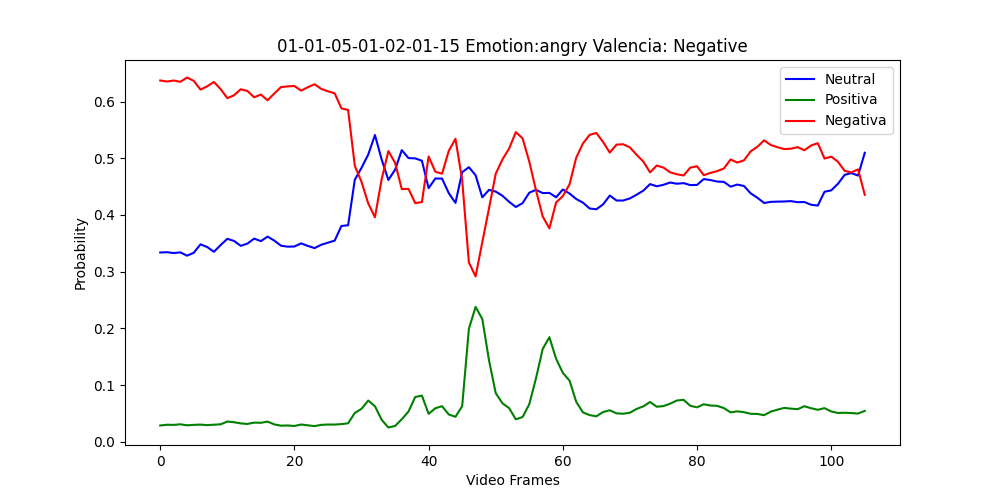 01-01-05-01-02-01-15 Emotion:angry Valencia: Negative
Neutral
Positiva
Negativa
Probability
0.6
0.5
0.4
0.3
0.2
0.1
0.0
0 20 40 60 80 100
Video Frames